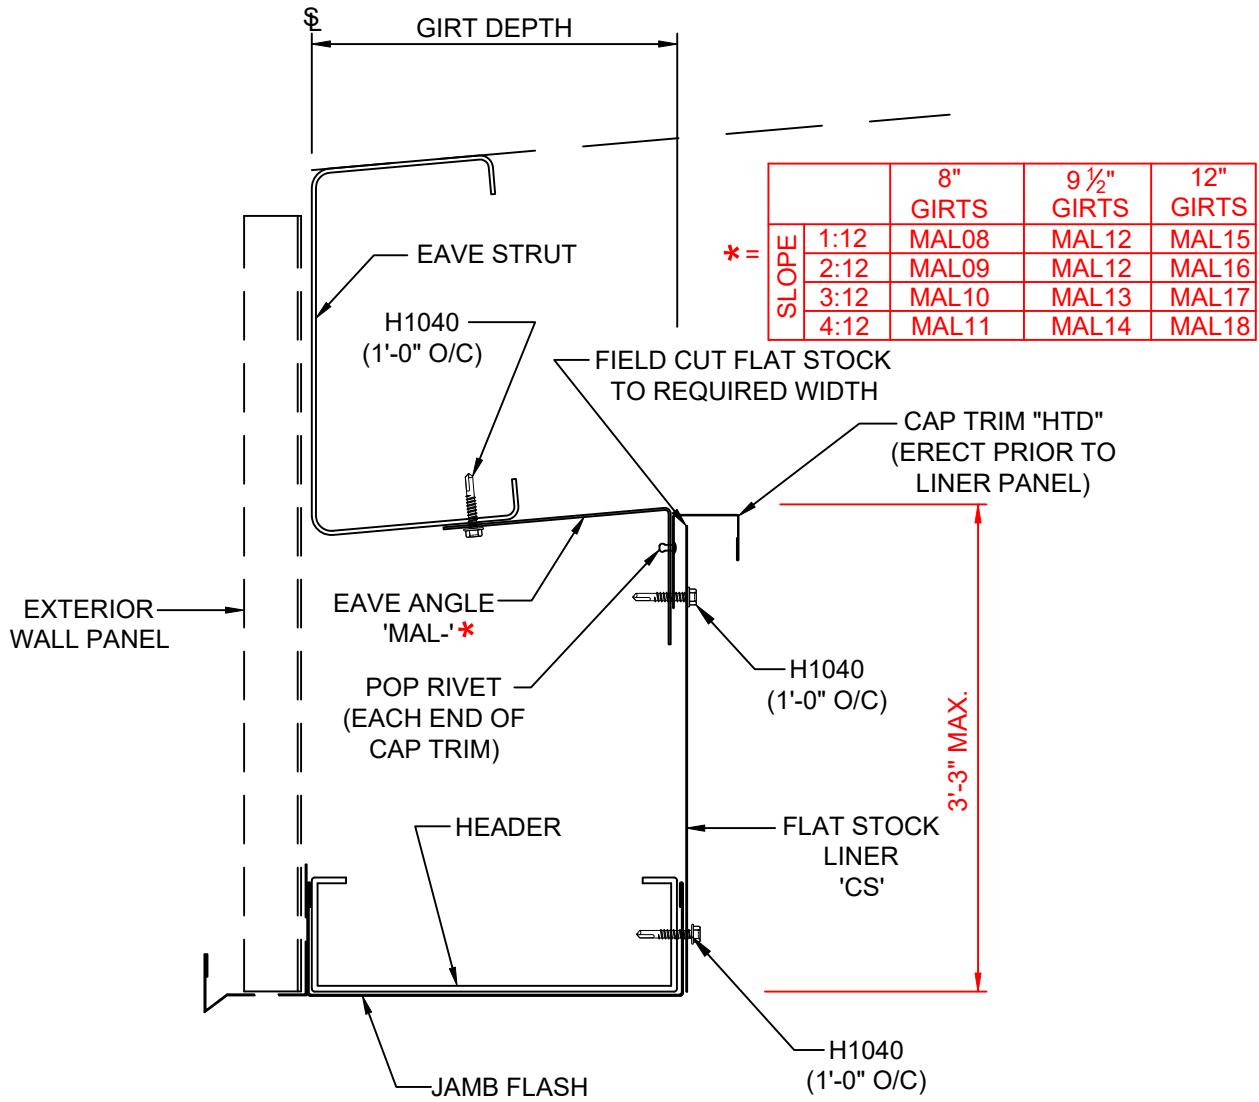 ℄
GIRT DEPTH
8" 9 ½" 12"
GIRTS GIRTS GIRTS
* = SLOPE
1:12 MAL08 MAL12 MAL15
2:12 MAL09 MAL12 MAL16
3:12 MAL10 MAL13 MAL17
4:12 MAL11 MAL14 MAL18
EAVE STRUT
H1040
(1'-0" O/C)
FIELD CUT FLAT STOCK
TO REQUIRED WIDTH
CAP TRIM "HTD"
(ERECT PRIOR TO
LINER PANEL)
EXTERIOR
WALL PANEL
EAVE ANGLE
'MAL-' *
H1040
(1'-0" O/C)
POP RIVET
(EACH END OF
CAP TRIM)
3'-3" MAX.
HEADER
FLAT STOCK
LINER
'CS'
H1040
(1'-0" O/C)
JAMB FLASH